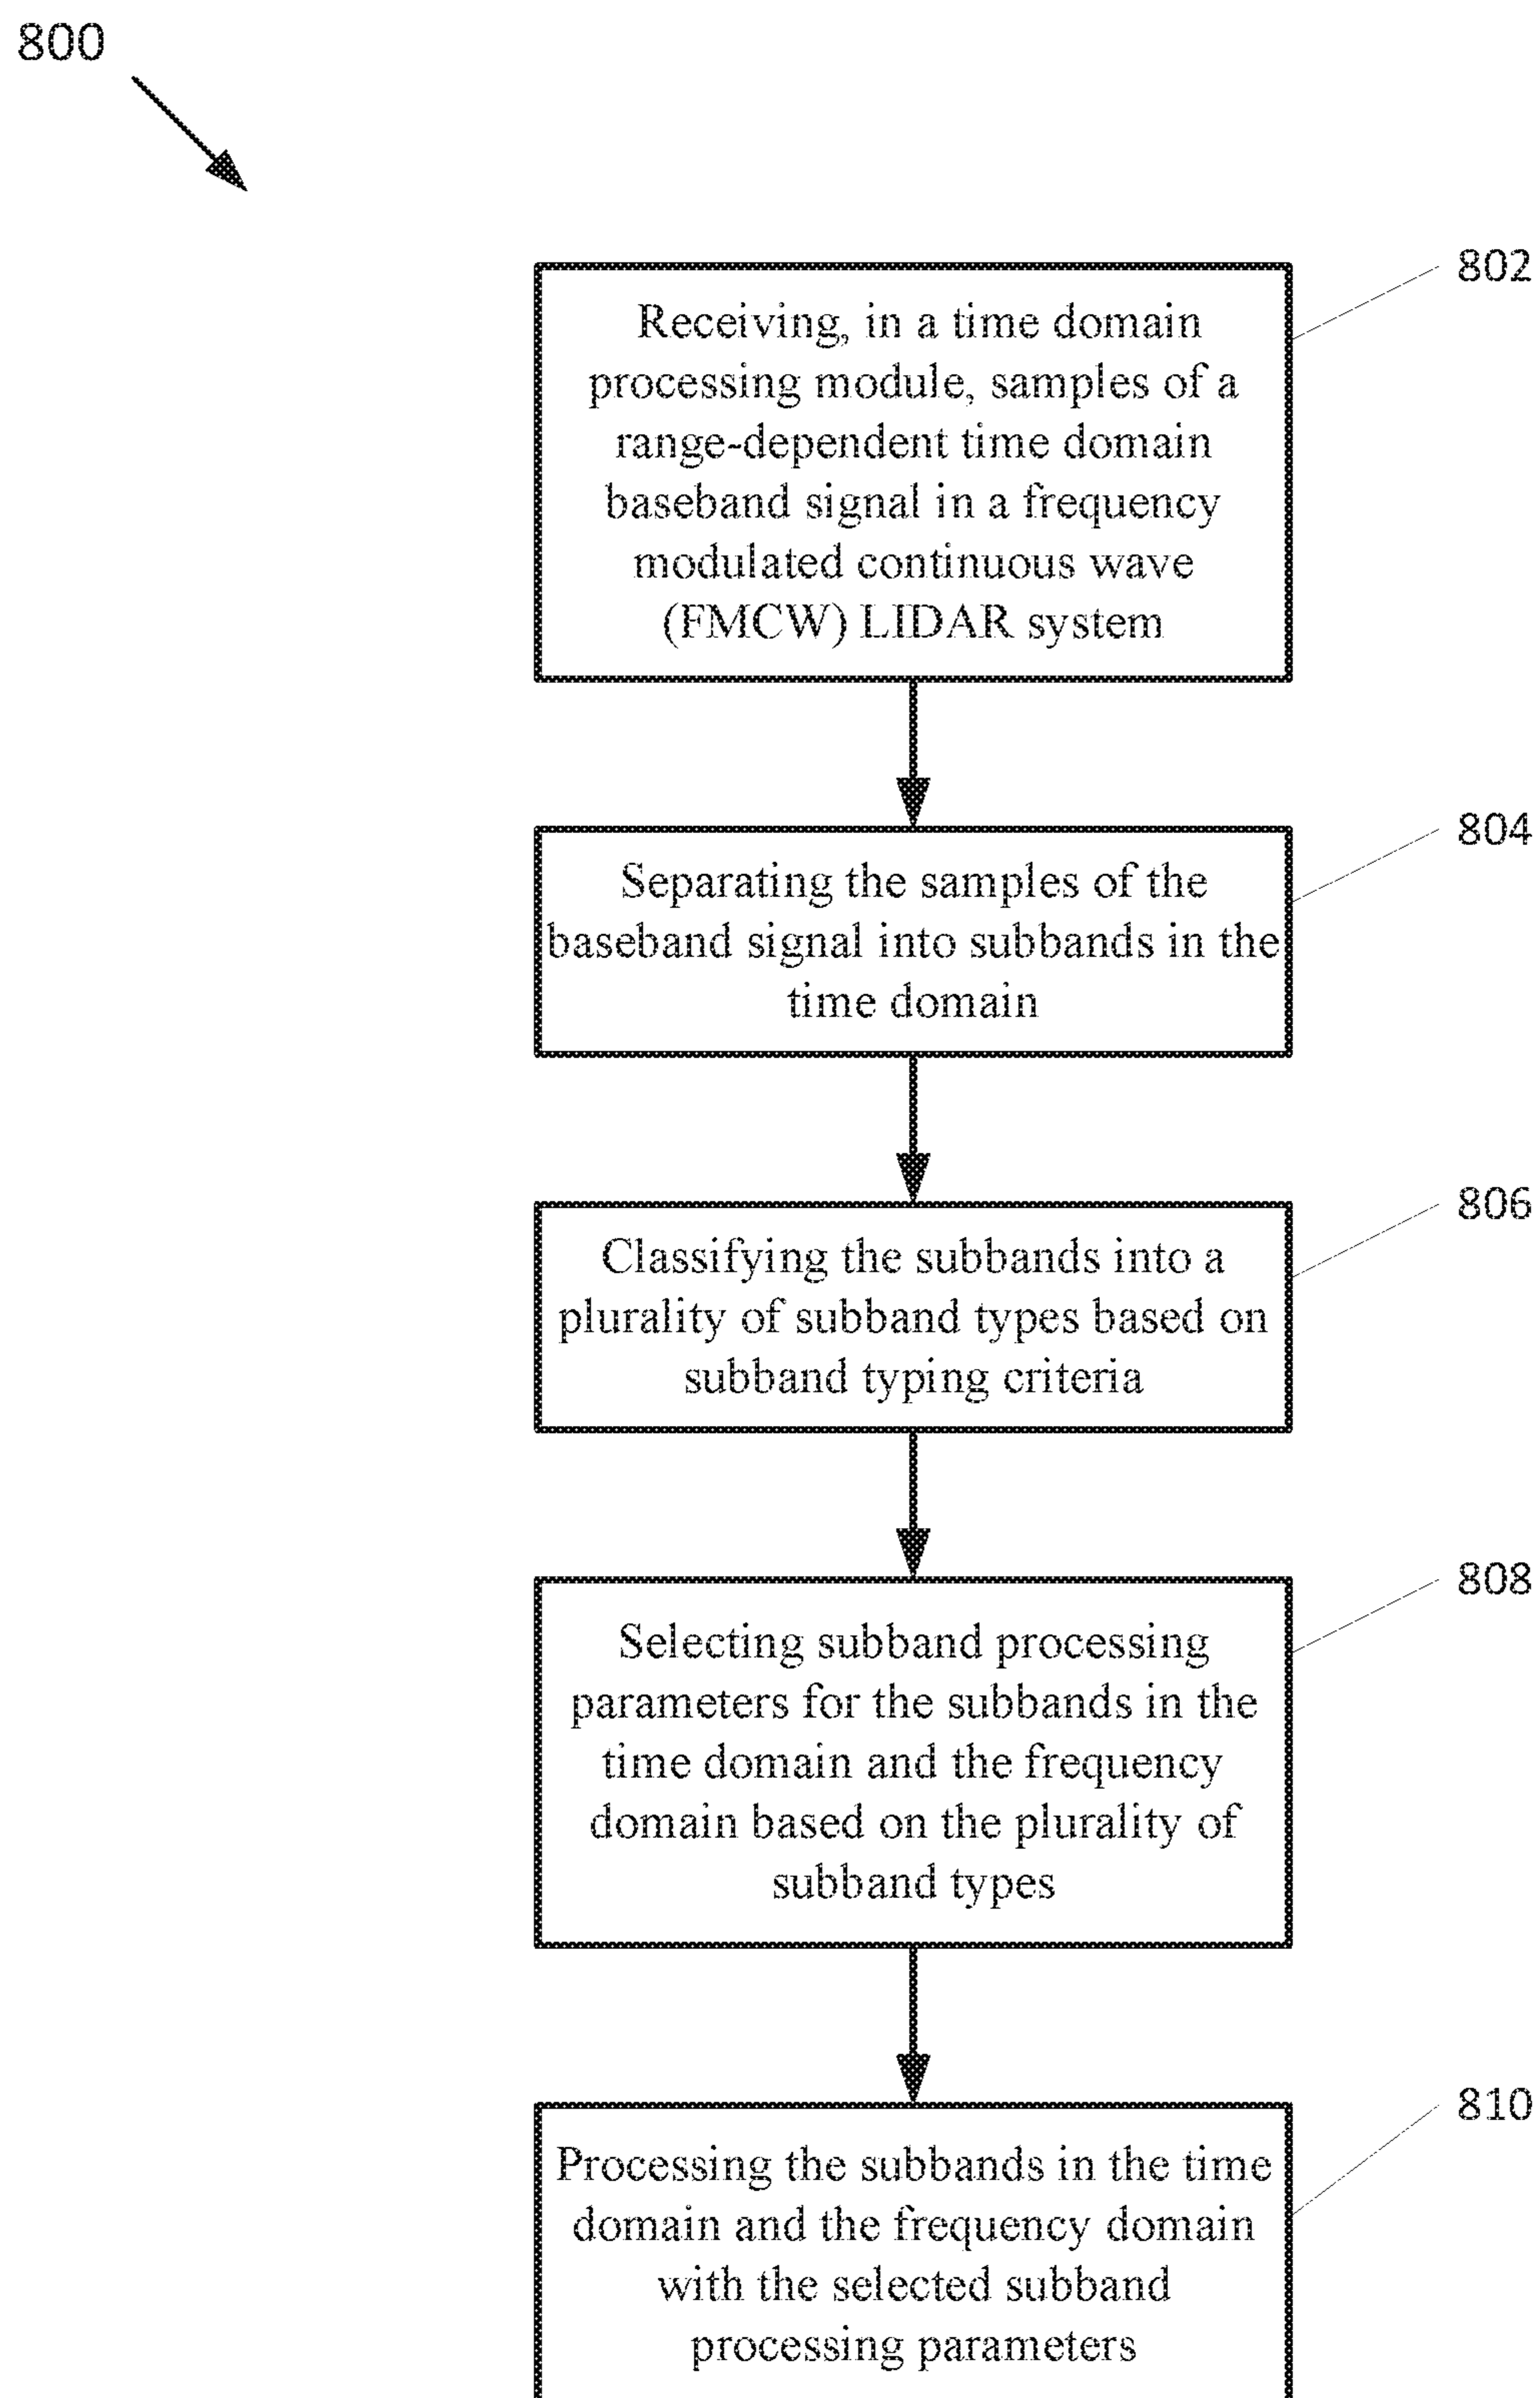 800
802
Receiving, in a time domain
processing module, samples of a
range-dependent time domain
baseband signal in a frequency
modulated continuous wave
(FMCW) LIDAR system
804
Separating the samples of the
baseband signal into subbands in the
time domain
806
Classifying the subbands into a
plurality of subband types based on
subband typing criteria
808
Selecting subband processing
parameters for the subbands in the
time domain and the frequency
domain based on the plurality of
subband types
810
Processing the subbands in the time
domain and the frequency domain
with the selected subband
processing parameters